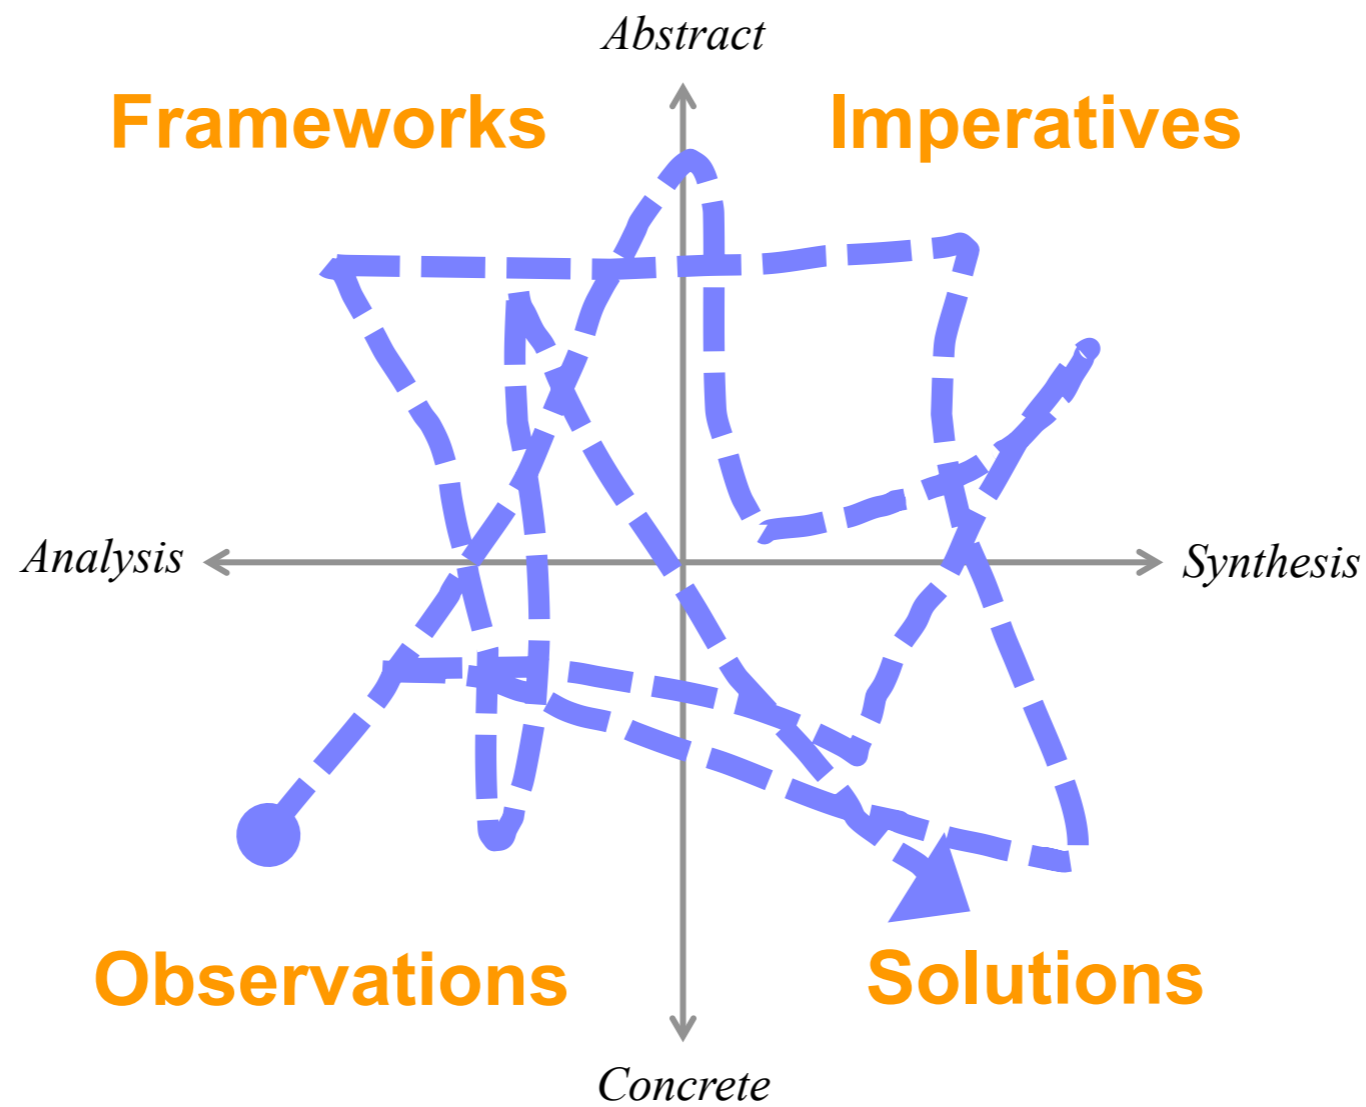 Abstract
Frameworks
Imperatives
Analysis
Synthesis
Observations
Solutions
Concrete